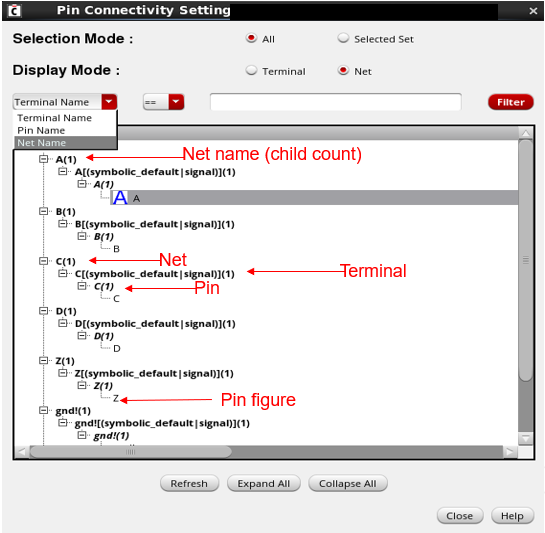 Pin Connectivity Setting
Selection Mode :
All
Selected Set
Display Mode :
Terminal
Net
Terminal Name
==
Filter
Terminal Name
Pin Name
Net Name
A(1)
Net name (child count)
A[(symbolic_default|signal)](1)
A(1)
A A
B(1)
B[(symbolic_default|signal)](1)
B(1)
B
C(1)
Net
C[(symbolic_default|signal)](1)
Terminal
C(1)
Pin
C
D(1)
D[(symbolic_default|signal)](1)
D(1)
D
Z(1)
Z[(symbolic_default|signal)](1)
Z(1)
Z
Pin figure
gnd!(1)
gnd![(symbolic_default|signal)](1)
gnd!(1)
Refresh
Expand All
Collapse All
Close
Help